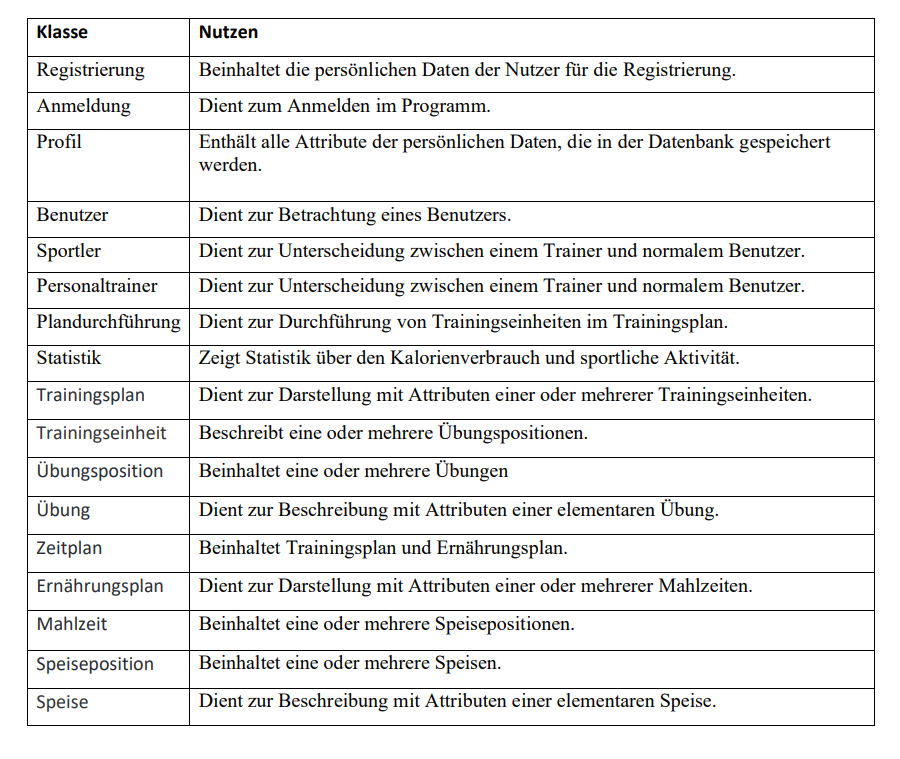 Klasse Nutzen
Registrierung Beinhaltet die persönlichen Daten der Nutzer für die Registrierung.
Anmeldung Dient zum Anmelden im Programm.
Profil Enthält alle Attribute der persönlichen Daten, die in der Datenbank gespeichert
werden.
Benutzer Dient zur Betrachtung eines Benutzers.
Sportler Dient zur Unterscheidung zwischen einem Trainer und normalem Benutzer.
Personaltrainer Dient zur Unterscheidung zwischen einem Trainer und normalem Benutzer.
Plandurchführung Dient zur Durchführung von Trainingseinheiten im Trainingsplan.
Statistik Zeigt Statistik über den Kalorienverbrauch und sportliche Aktivität.
Trainingsplan Dient zur Darstellung mit Attributen einer oder mehrerer Trainingseinheiten.
Trainingseinheit Beschreibt eine oder mehrere Übungspositionen.
Übungsposition Beinhaltet eine oder mehrere Übungen
Übung Dient zur Beschreibung mit Attributen einer elementaren Übung.
Zeitplan Beinhaltet Trainingsplan und Ernährungsplan.
Ernährungsplan Dient zur Darstellung mit Attributen einer oder mehrerer Mahlzeiten.
Mahlzeit Beinhaltet eine oder mehrere Speisepositionen.
Speiseposition Beinhaltet eine oder mehrere Speisen.
Speise Dient zur Beschreibung mit Attributen einer elementaren Speise.